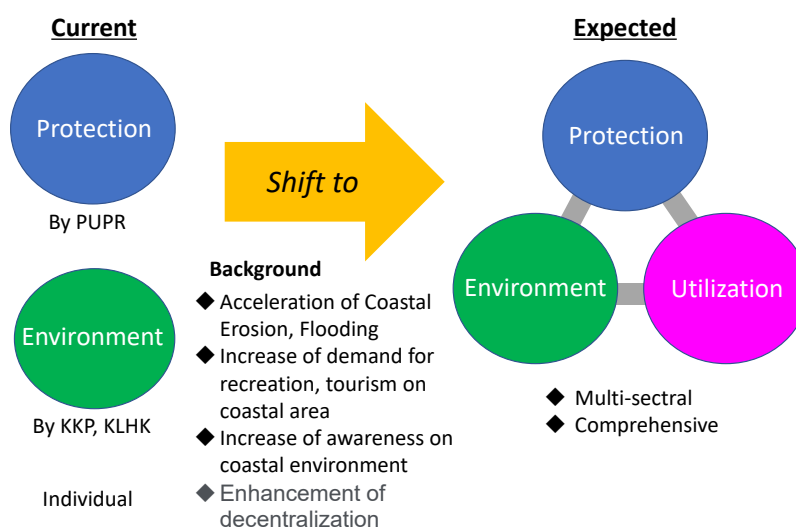 Current
Protection
By PUPR
Environment
By KKP, KLHK
Individual
Shift to
Background
◆ Acceleration of Coastal
Erosion, Flooding
◆ Increase of demand for
recreation, tourism on
coastal area
◆ Increase of awareness on
coastal environment
◆ Enhancement of
decentralization
Expected
Protection
Environment
Utilization
◆ Multi-sectral
◆ Comprehensive